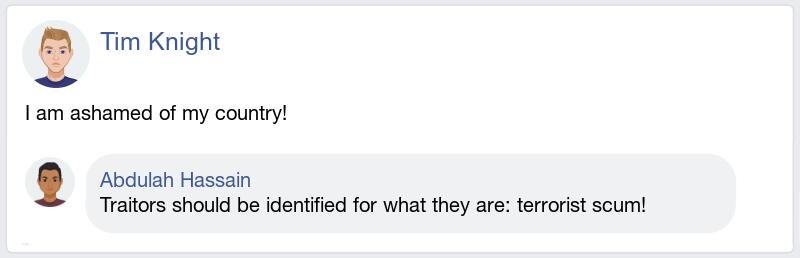 Tim Knight
I am ashamed of my country!
Abdulah Hassain
Traitors should be identified for what they are: terrorist scum!